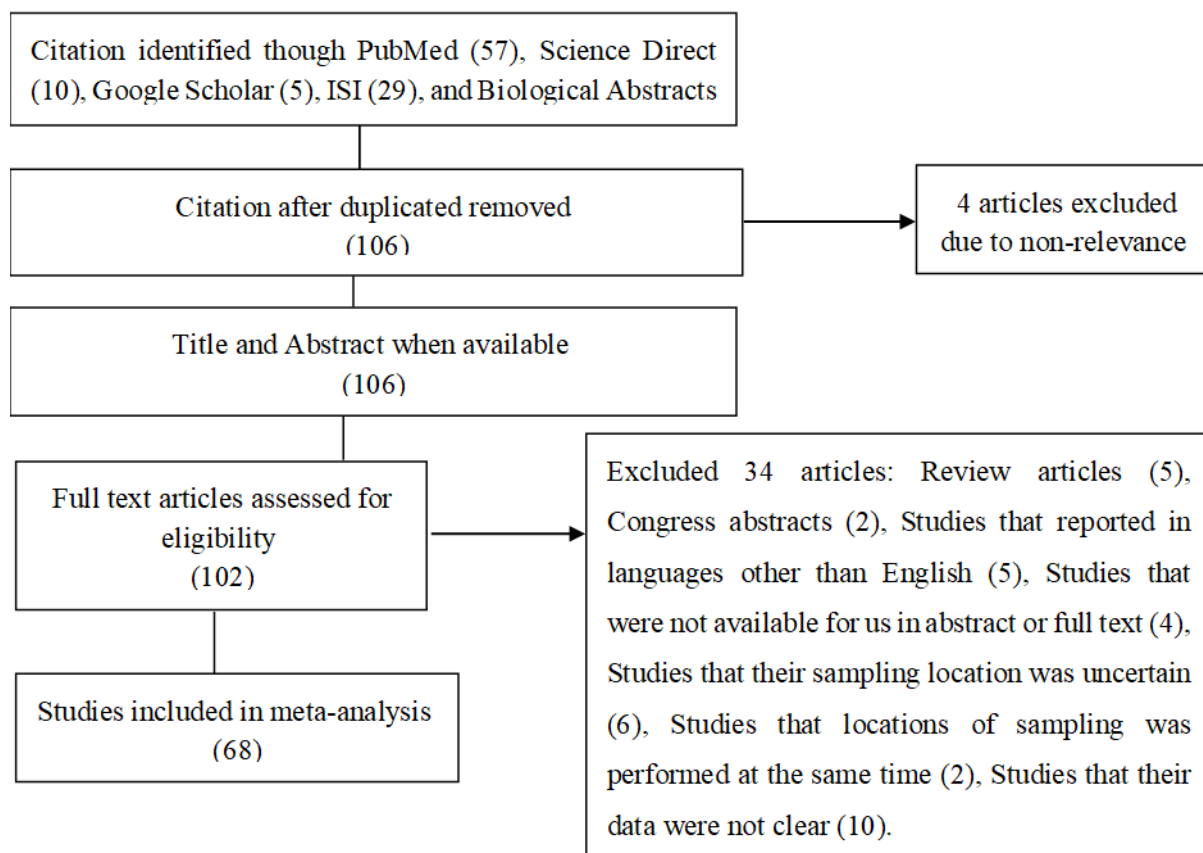 Citation identified though PubMed (57), Science Direct
(10), Google Scholar (5), ISI (29), and Biological Abstracts
Citation after duplicated removed
(106)
4 articles excluded
due to non-relevance
Title and Abstract when available
(106)
Full text articles assessed for
eligibility
(102)
Excluded 34 articles: Review articles (5),
Congress abstracts (2), Studies that reported in
languages other than English (5), Studies that
were not available for us in abstract or full text (4),
Studies that their sampling location was uncertain
(6), Studies that locations of sampling was
performed at the same time (2), Studies that their
data were not clear (10).
Studies included in meta-analysis
(68)